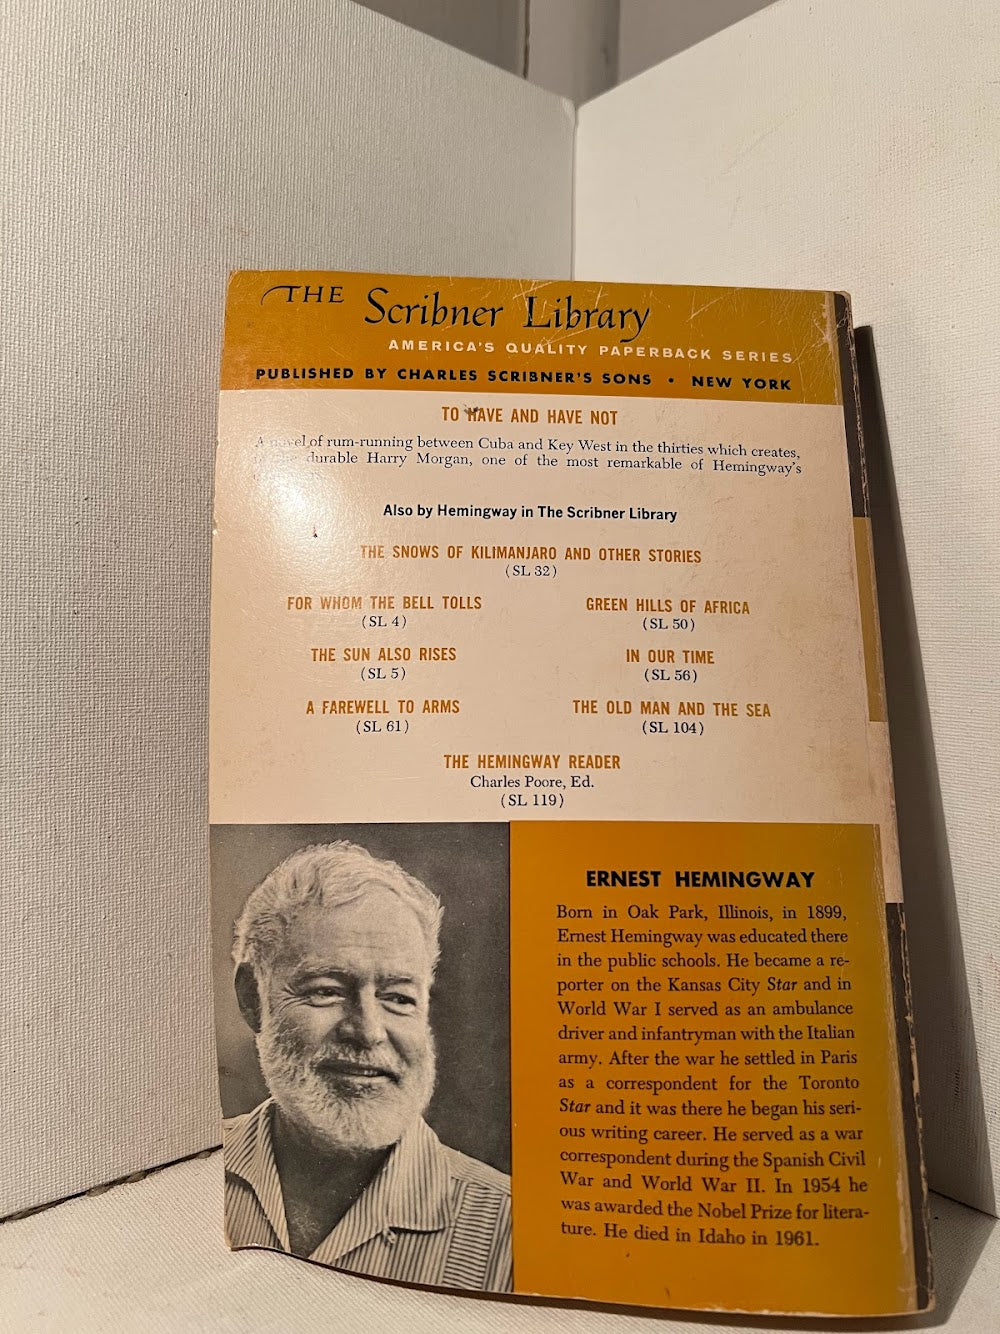 THE Scribner Library
AMERICA'S QUALITY PAPERBACK SERIES
PUBLISHED BY CHARLES SCRIBNER'S SONS • NEW YORK
TO HAVE AND HAVE NOT
A novel of rum-running between Cuba and Key West in the thirties which creates,
durable Harry Morgan, one of the most remarkable of Hemingway's
Also by Hemingway in The Scribner Library
THE SNOWS OF KILIMANJARO AND OTHER STORIES
(SL 32)
FOR WHOM THE BELL TOLLS
(SL 4)
GREEN HILLS OF AFRICA
(SL 50)
THE SUN ALSO RISES
(SL 5)
IN OUR TIME
(SL 56)
A FAREWELL TO ARMS
(SL 61)
THE OLD MAN AND THE SEA
(SL 104)
THE HEMINGWAY READER
Charles Poore, Ed.
(SL 119)
ERNEST HEMINGWAY
Born in Oak Park, Illinois, in 1899,
Ernest Hemingway was educated there
in the public schools. He became a re-
porter on the Kansas City Star and in
World War I served as an ambulance
driver and infantryman with the Italian
army. After the war he settled in Paris
as a correspondent for the Toronto
Star and it was there he began his seri-
ous writing career. He served as a war
correspondent during the Spanish Civil
War and World War II. In 1954 he
was awarded the Nobel Prize for litera-
ture. He died in Idaho in 1961.